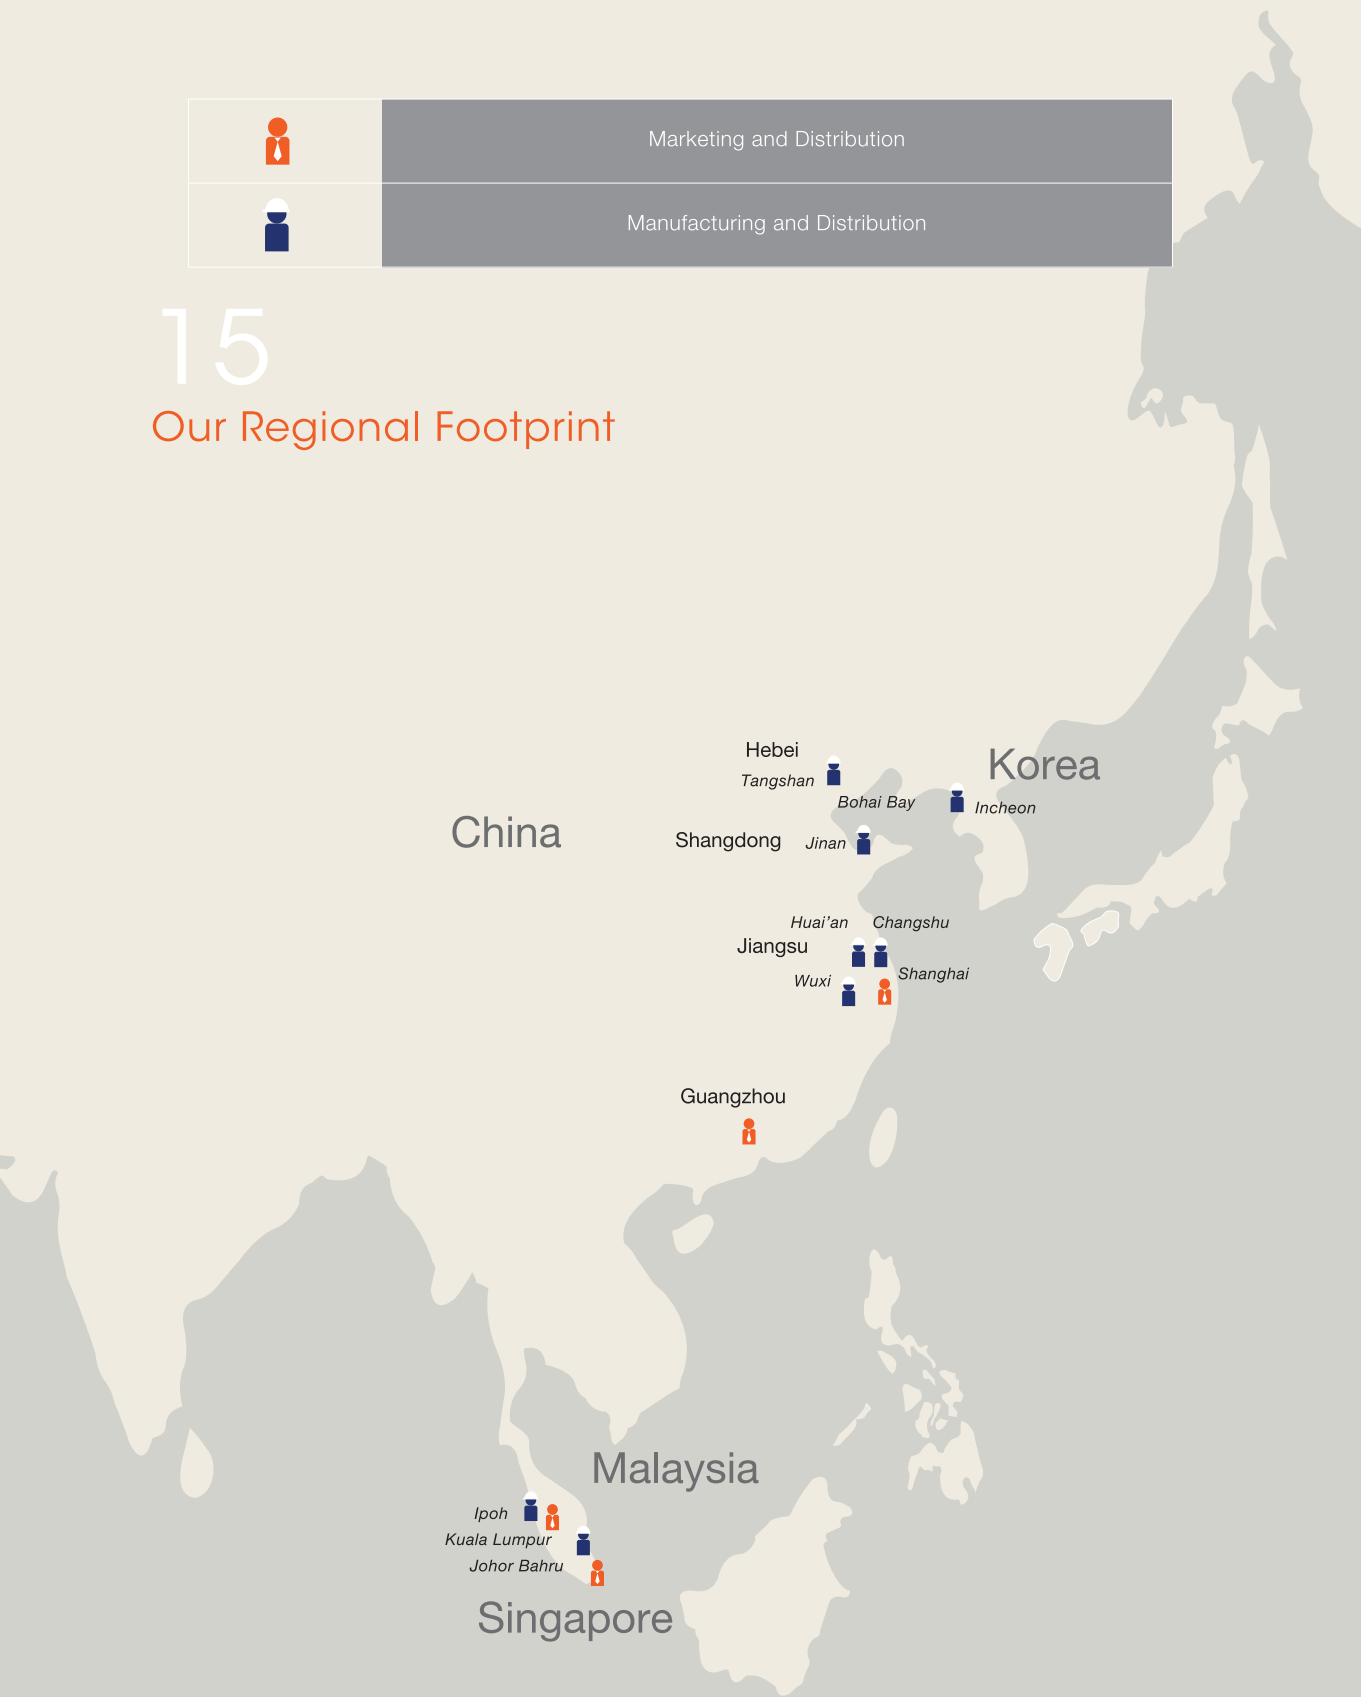 Marketing and Distribution
Manufacturing and Distribution
15
Our Regional Footprint
Hebei
Korea
Tangshan
Bohai Bay
Incheon
China
Shangdong
Jinan
Huai’an
Changshu
Jiangsu
Shanghai
Wuxi
Guangzhou
Malaysia
Ipoh
Kuala Lumpur
Johor Bahru
Singapore